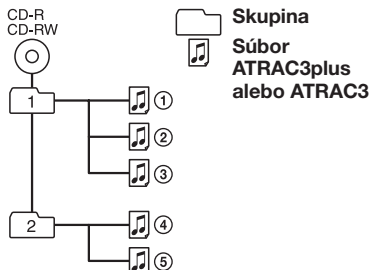 CD-R
CD-RW
Skupina
Súbor
ATRAC3plus
alebo ATRAC3
1
①
②
③
2
④
⑤